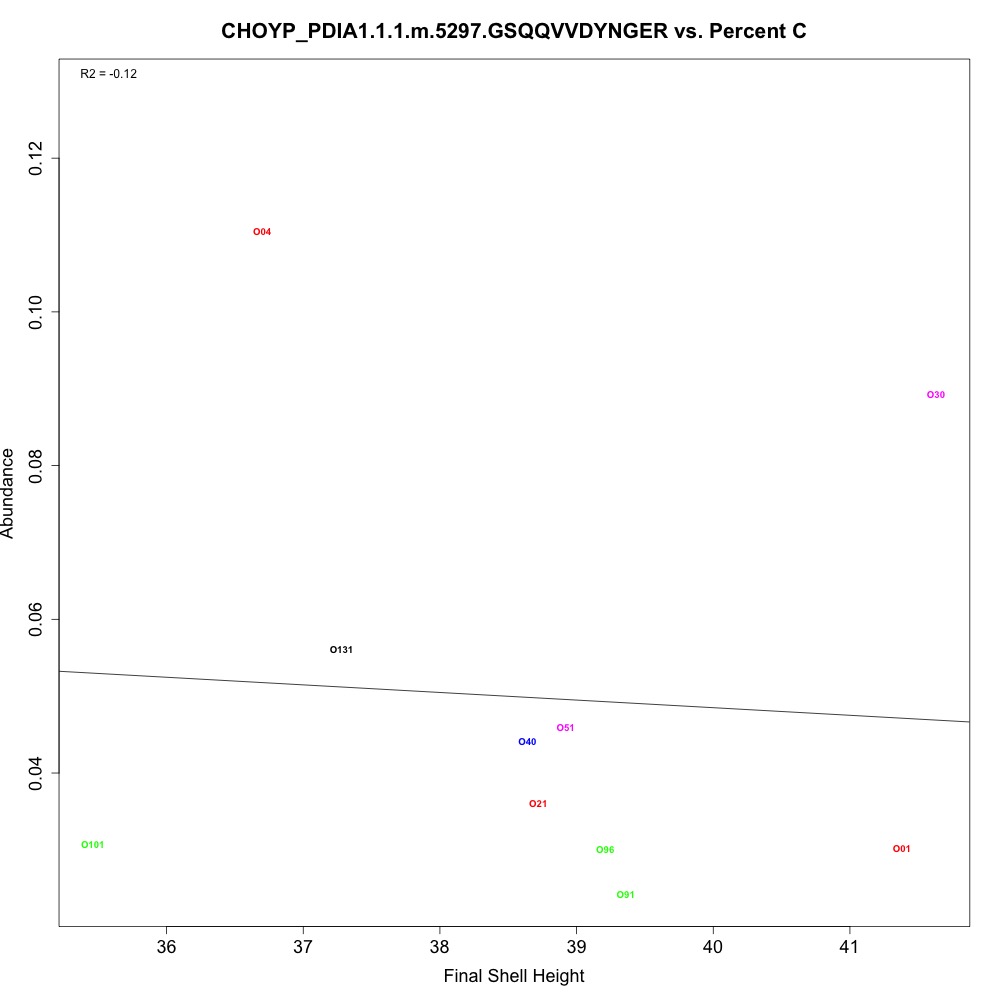 CHOYP_PDIA1.1.1.m.5297.GSQQVVDYNGER vs. Percent C
R2 = -0.12
0.12
O04
0.10
O30
Abundance
0.08
0.06
O131
O51
O40
0.04
O21
O101
O96
O01
O91
36 37 38 39 40 41
Final Shell Height